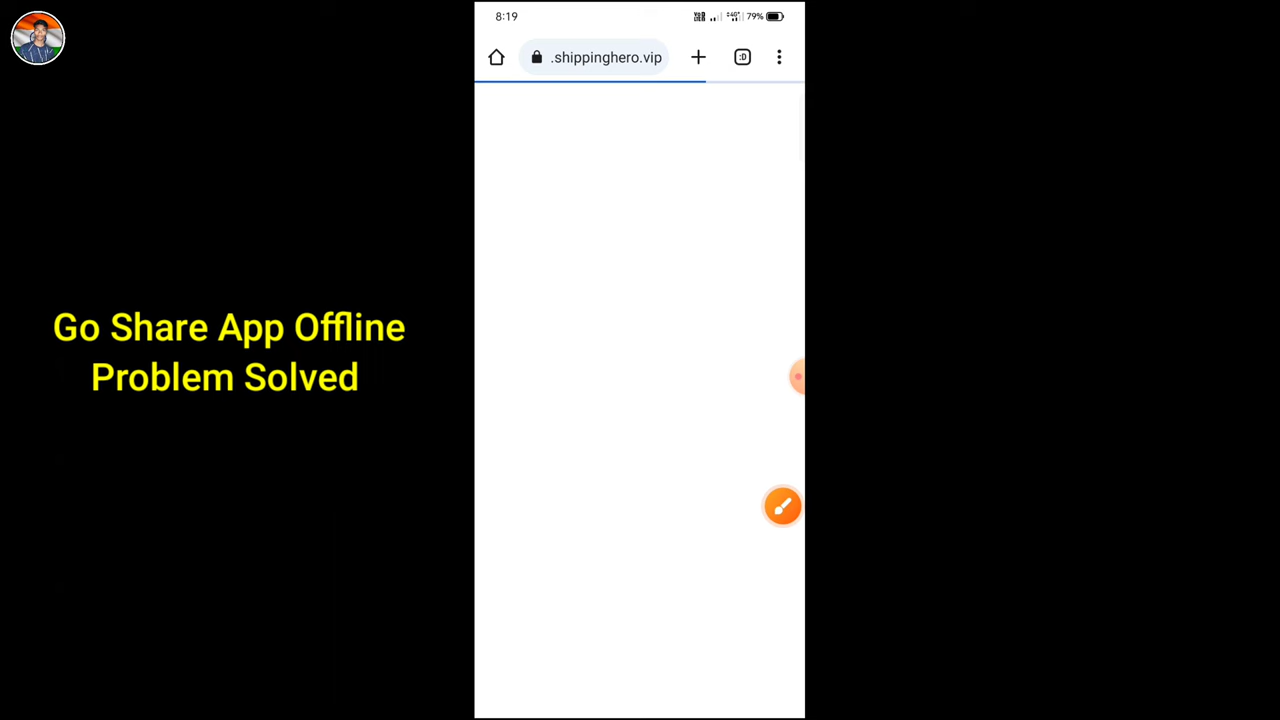 8:19
79%
.shippinghero.vip
:D
Go Share App Offline
Problem Solved